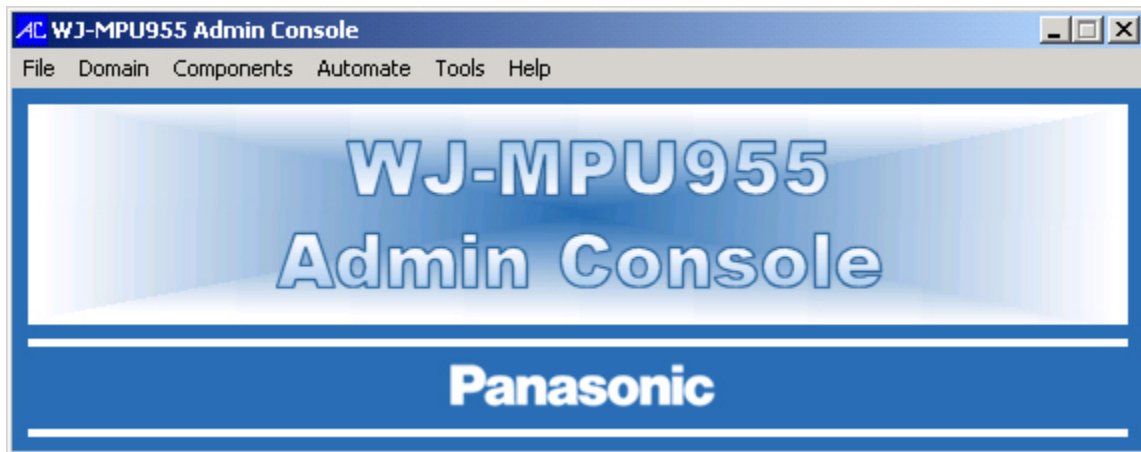 AC WJ-MPU955 Admin Console
File Domain Components Automate Tools Help
WJ-MPU955
Admin Console
Panasonic